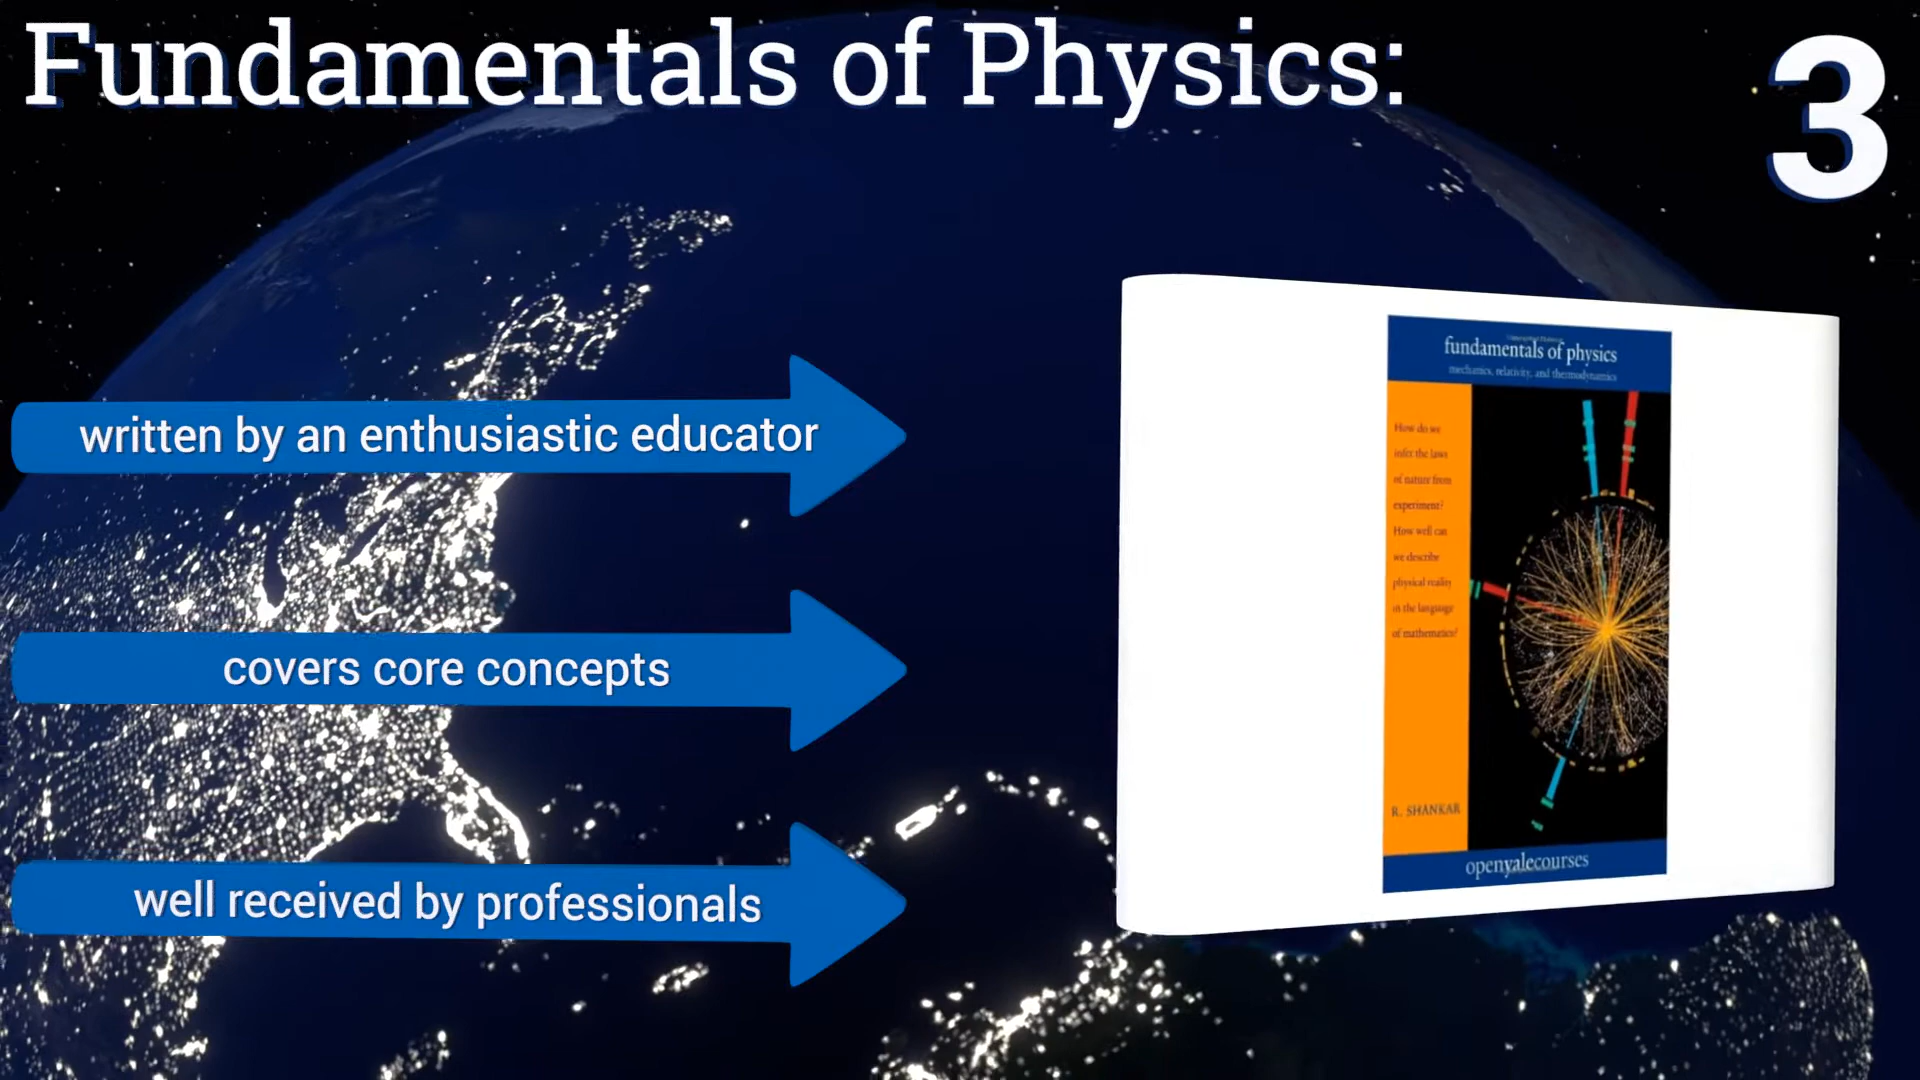 Fundamentals of Physics:
3
written by an enthusiastic educator
covers core concepts
well received by professionals
fundamentals of physics
mechanics, relativity, and thermodynamics
How do we
infer the laws
of nature from
experiment?
How well can
we describe
physical reality
in the language
of mathematics?
R. SHANKAR
openyalecourses